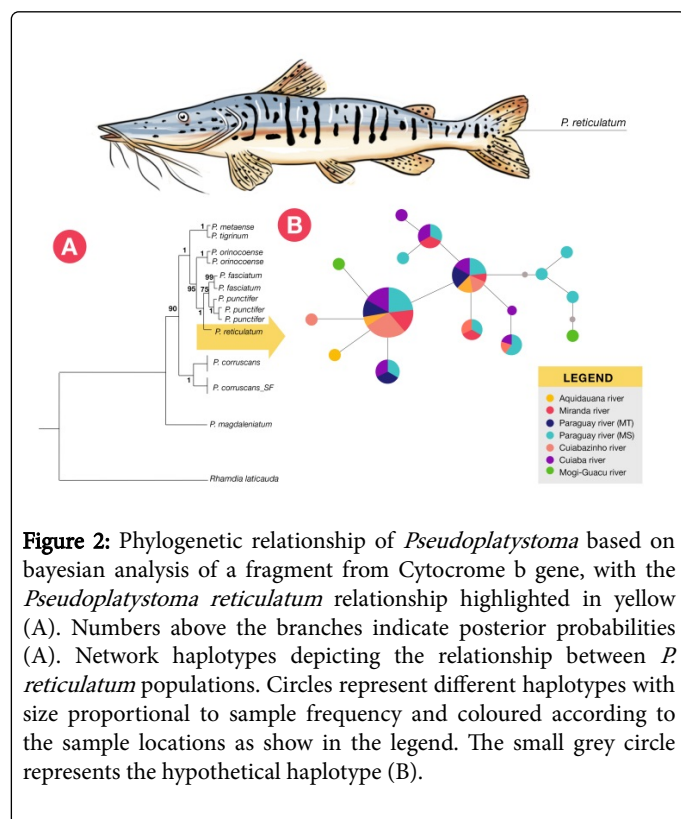 P. reticulatum
A
B
1
P. metaense
P. tigrinum
1
1
P. orinocoense
P. orinocoense
95
99
P. fasciatum
75
P. fasciatum
P. punctifer
1
1
P. punctifer
P. punctifer
P. reticulatum
90
P. corruscans
1
P. corruscans_SF
P. magdaleniatum
Rhamdia laticauda
LEGEND
Aquidauana river
Miranda river
Paraguay river (MT)
Paraguay river (MS)
Cuiabazinho river
Cuiaba river
Mogi-Guacu river
Figure 2: Phylogenetic relationship of Pseudoplatystoma based on
bayesian analysis of a fragment from Cytocrome b gene, with the
Pseudoplatystoma reticulatum relationship highlighted in yellow
(A). Numbers above the branches indicate posterior probabilities
(A). Network haplotypes depicting the relationship between P.
reticulatum populations. Circles represent different haplotypes with
size proportional to sample frequency and coloured according to
the sample locations as show in the legend. The small grey circle
represents the hypothetical haplotype (B).